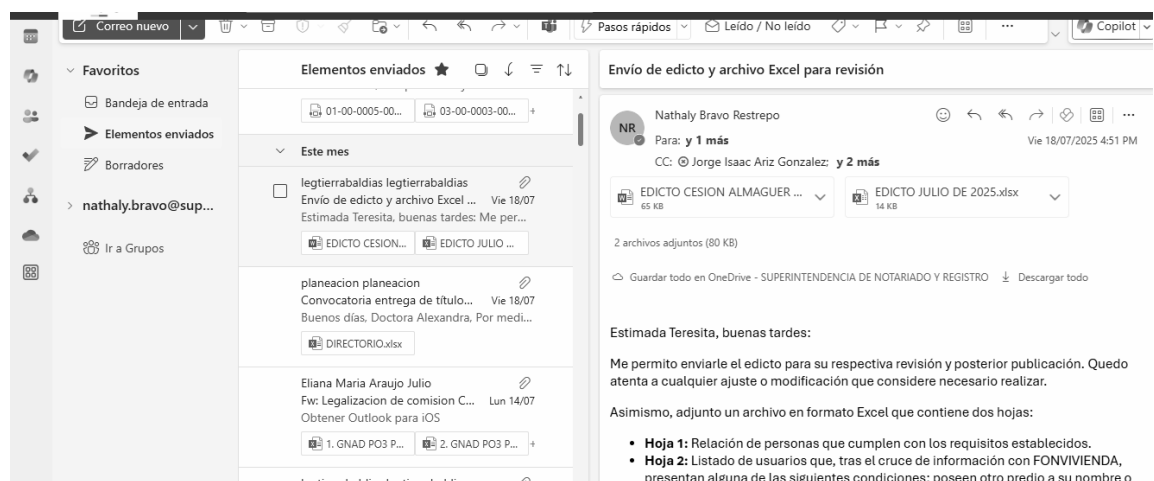 Correo nuevo
Pasos rápidos
Leído / No leído
Copilot
Favoritos
Bandeja de entrada
Elementos enviados
Borradores
nathaly.bravo@sup...
Ir a Grupos
Elementos enviados
01-00-0005-00...
03-00-0003-00...
+
Este mes
legtierrabaldias legtierrabaldias
Envío de edicto y archivo Excel ... Vie 18/07
Estimada Teresita, buenas tardes: Me per...
EDICTO CESION...
EDICTO JULIO ...
planeacion planeacion
Convocatoria entrega de título... Vie 18/07
Buenos días, Doctora Alexandra, Por medi...
DIRECTORIO.xlsx
Eliana Maria Araujo Julio
Fw: Legalizacion de comision C... Lun 14/07
Obtener Outlook para iOS
1. GNAD PO3 P...
2. GNAD PO3 P...
+
Envío de edicto y archivo Excel para revisión
NR
Nathaly Bravo Restrepo
Para: y 1 más
Vie 18/07/2025 4:51 PM
CC: Jorge Isaac Ariz Gonzalez; y 2 más
EDICTO CESION ALMAGUER ...
65 KB
EDICTO JULIO DE 2025.xlsx
14 KB
2 archivos adjuntos (80 KB)
Guardar todo en OneDrive - SUPERINTENDENCIA DE NOTARIADO Y REGISTRO
Descargar todo
Estimada Teresita, buenas tardes:
Me permito enviarle el edicto para su respectiva revisión y posterior publicación. Quedo
atenta a cualquier ajuste o modificación que considere necesario realizar.
Asimismo, adjunto un archivo en formato Excel que contiene dos hojas:
• Hoja 1: Relación de personas que cumplen con los requisitos establecidos.
• Hoja 2: Listado de usuarios que, tras el cruce de información con FONVIVIENDA,
presentan alguna de las siguientes condiciones: poseen otro predio a su nombre o